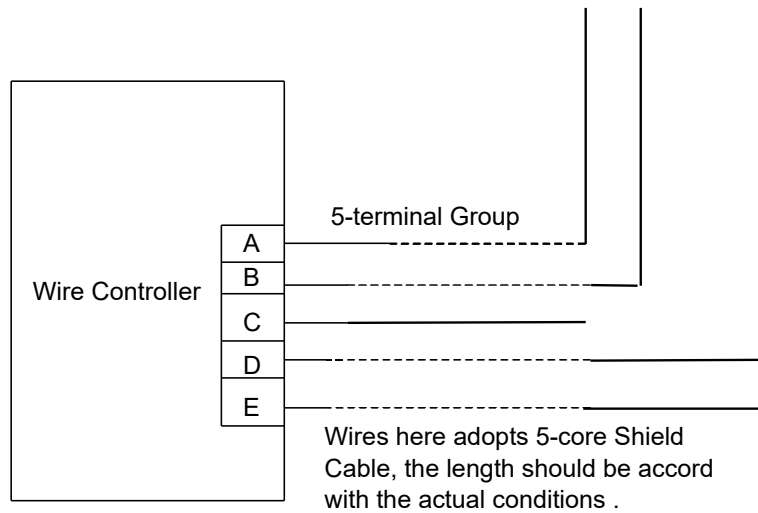 5-terminal Group
A
B
Wire Controller
C
D
E
Wires here adopts 5-core Shield
Cable, the length should be accord
with the actual conditions .